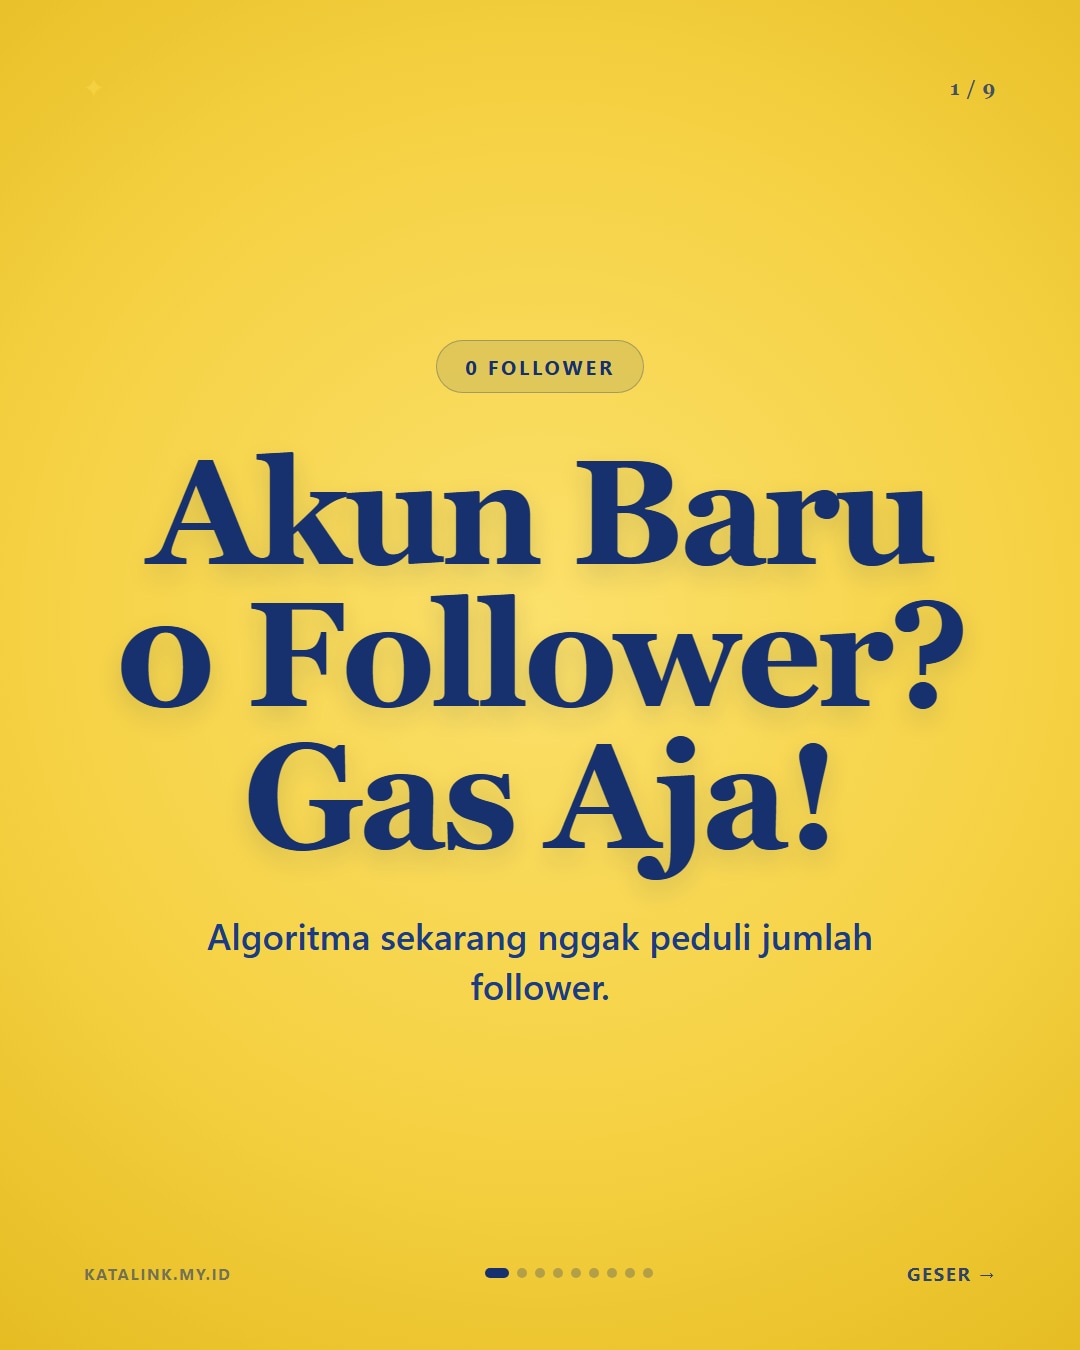 1 / 9
0 FOLLOWER
Akun Baru
0 Follower?
Gas Aja!
Algoritma sekarang nggak peduli jumlah
follower.
KATALINK.MY.ID
GESER →